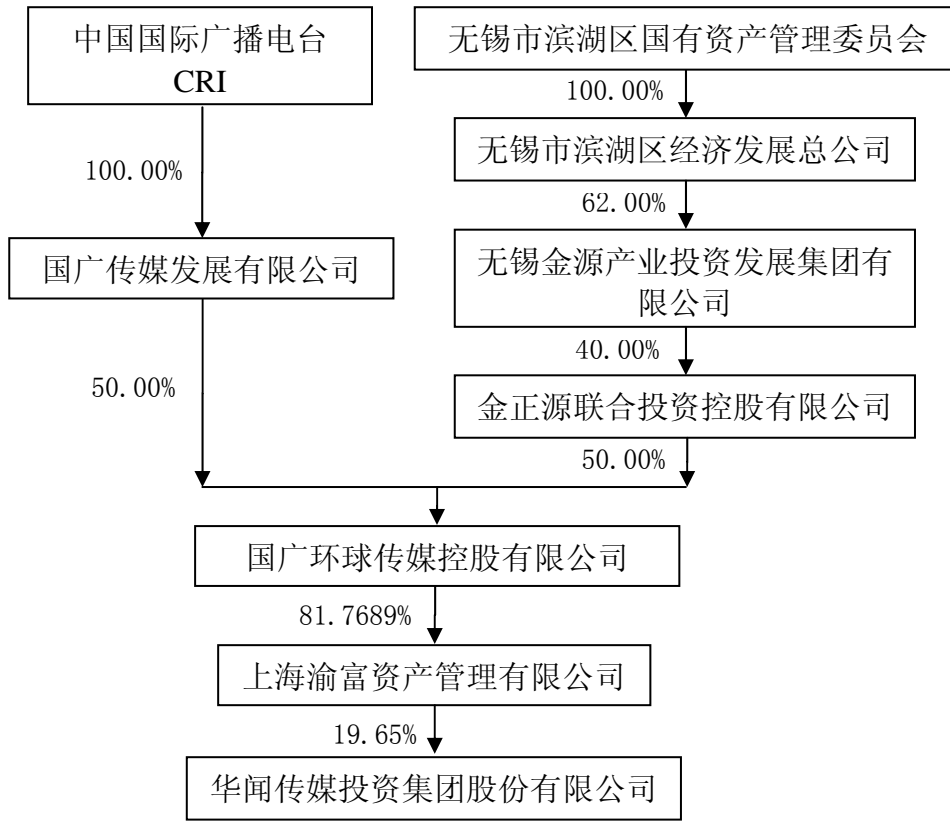 中国国际广播电台
CRI
无锡市滨湖区国有资产管理委员会
100.00%
无锡市滨湖区经济发展总公司
100.00%
62.00%
国广传媒发展有限公司
无锡金源产业投资发展集团有
限公司
40.00%
50.00%
金正源联合投资控股有限公司
50.00%
国广环球传媒控股有限公司
81.7689%
上海渝富资产管理有限公司
19.65%
华闻传媒投资集团股份有限公司